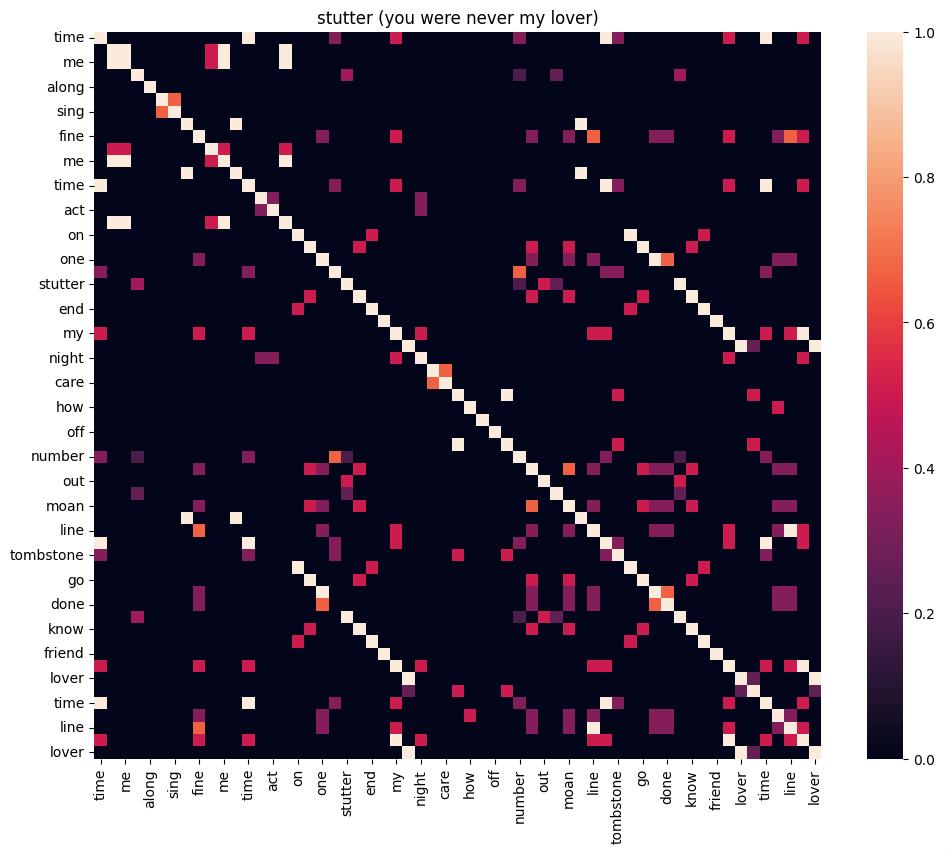 stutter (you were never my lover)
time
me
along
sing
fine
me
time
act
on
one
stutter
end
my
night
care
how
off
number
out
moan
line
tombstone
go
done
know
friend
lover
time
line
lover
time
me
along
sing
fine
me
time
act
on
one
stutter
end
my
night
care
how
off
number
out
moan
line
tombstone
go
done
know
friend
lover
time
line
lover
1.0
0.8
0.6
0.4
0.2
0.0